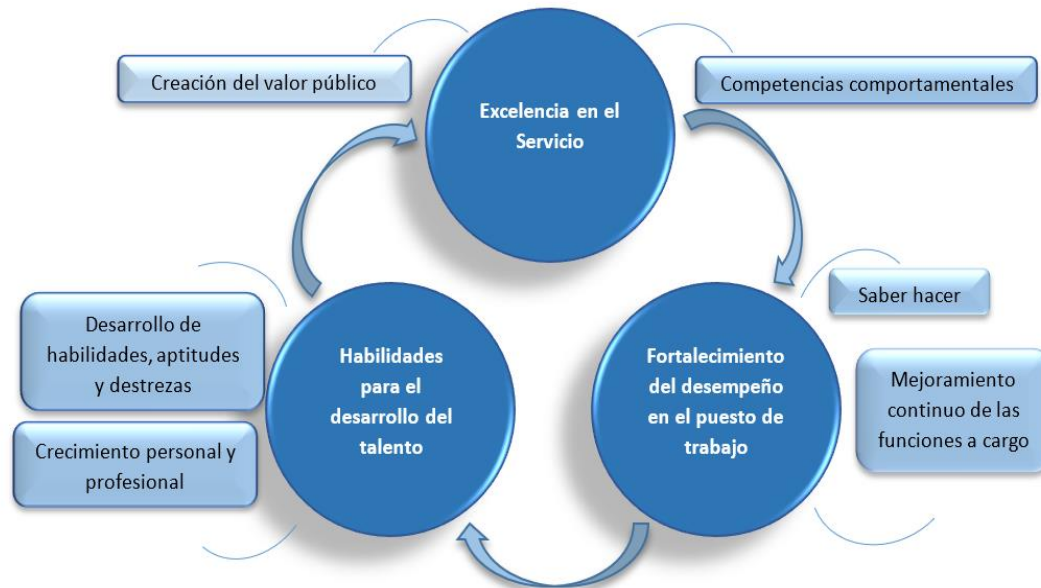 Creación del valor público
Excelencia en el
Servicio
Competencias comportamentales
Saber hacer
Desarrollo de
habilidades, aptitudes
y destrezas
Habilidades
para el
desarrollo del
talento
Fortalecimiento
del desempeño
en el puesto de
trabajo
Mejoramiento
continuo de las
funciones a cargo
Crecimiento personal y
profesional